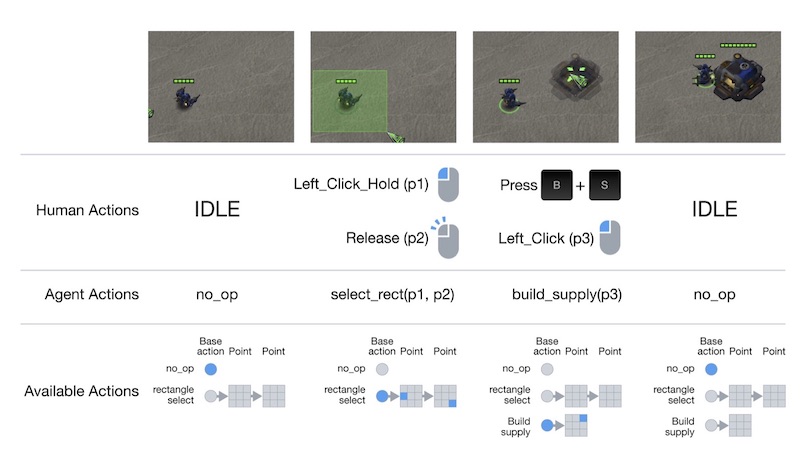 Human Actions
IDLE
Left_Click_Hold (p1)
Release (p2)
Press B + S
Left_Click (p3)
IDLE
Agent Actions
no_op
select_rect(p1, p2)
build_supply(p3)
no_op
Available Actions
Base
action Point Point
no_op
rectangle
select
Base
action Point Point
no_op
rectangle
select
Base
action Point Point
no_op
rectangle
select
Build
supply
Base
action Point Point
no_op
rectangle
select
Build
supply